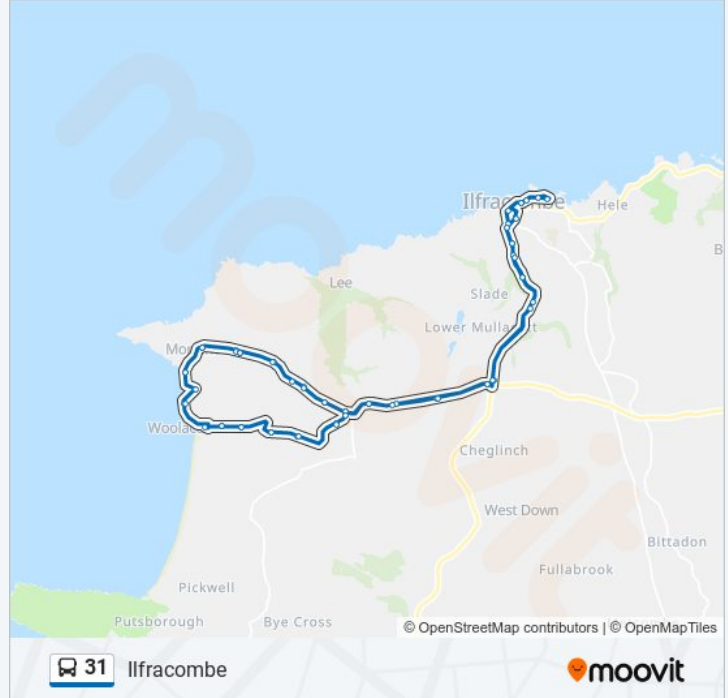 Ilfracombe
Hele
Lee
Slade
Lower Mullacott
Woolac
Cheglinch
West Down
Bittadon
Fullabrook
Pickwell
Putsborough
Bye Cross
© OpenStreetMap contributors | © OpenMapTiles
31 Ilfracombe
moovit